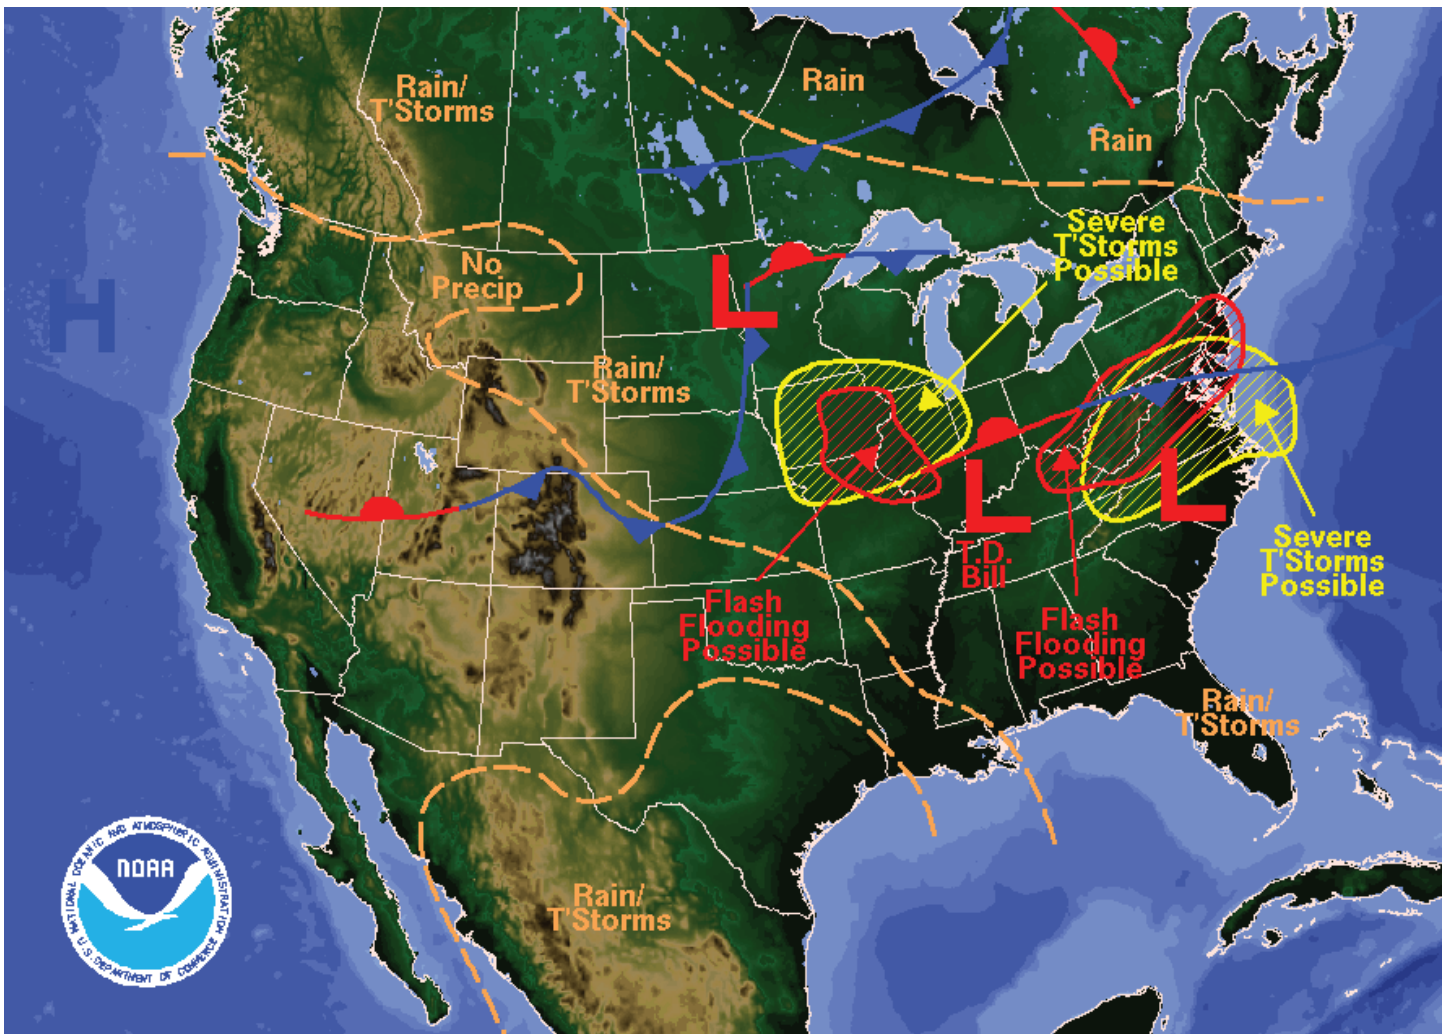 Rain/
T'Storms
Rain
Rain
Severe
T'Storms
Possible
No
Precip
L
H
Rain/
T'Storms
L
L
T.D.
Bill
Severe
T'Storms
Possible
Flash
Flooding
Possible
Flash
Flooding
Possible
Rain/
T'Storms
Rain/
T'Storms
NATIONAL OCEANIC AND ATMOSPHERIC ADMINISTRATION
NOAA
U.S. DEPARTMENT OF COMMERCE